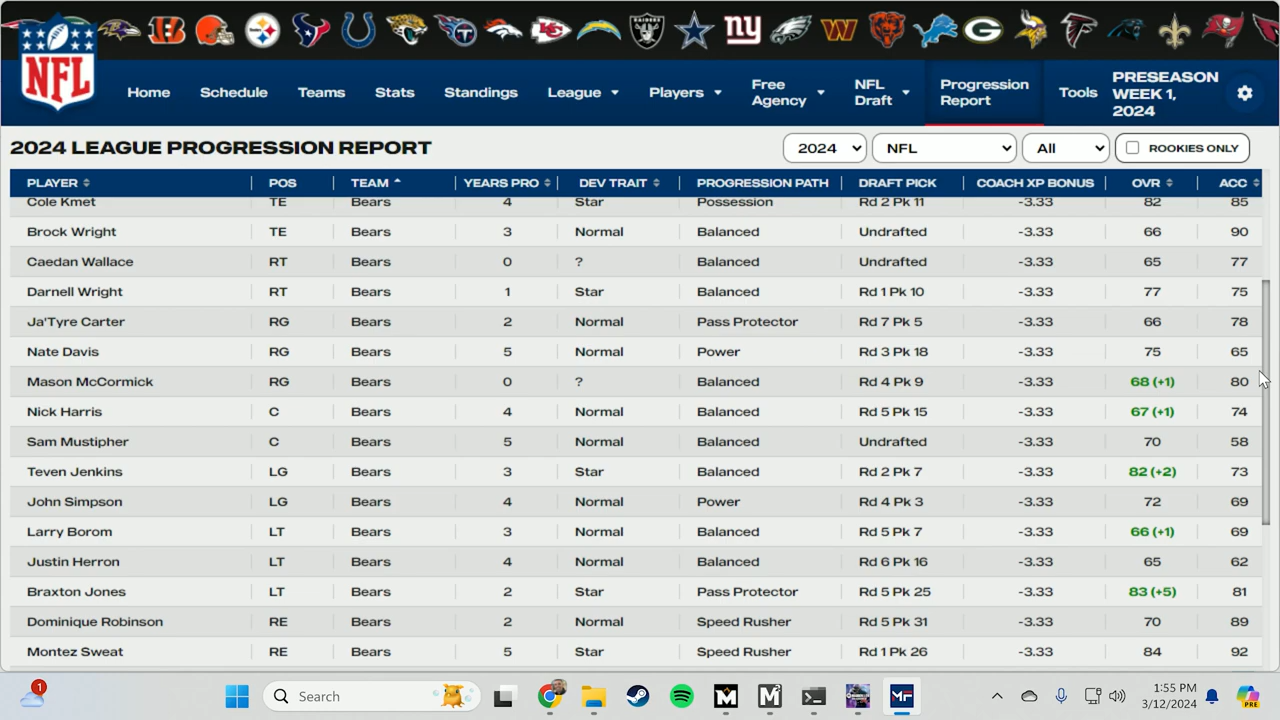 NFL
Home Schedule Teams Stats Standings League Players Free Agency NFL Draft Progression Report Tools PRESEASON WEEK 1, 2024
2024 LEAGUE PROGRESSION REPORT 2024 NFL All ROOKIES ONLY
PLAYER POS TEAM YEARS PRO DEV TRAIT PROGRESSION PATH DRAFT PICK COACH XP BONUS OVR ACC
Cole Kmet TE Bears 4 Star Possession Rd 2 Pk 11 -3.33 82 85
Brock Wright TE Bears 3 Normal Balanced Undrafted -3.33 66 90
Caedan Wallace RT Bears 0 ? Balanced Undrafted -3.33 65 77
Darnell Wright RT Bears 1 Star Balanced Rd 1 Pk 10 -3.33 77 75
Ja'Tyre Carter RG Bears 2 Normal Pass Protector Rd 7 Pk 5 -3.33 66 78
Nate Davis RG Bears 5 Normal Power Rd 3 Pk 18 -3.33 75 65
Mason McCormick RG Bears 0 ? Balanced Rd 4 Pk 9 -3.33 68 (+1) 80
Nick Harris C Bears 4 Normal Balanced Rd 5 Pk 15 -3.33 67 (+1) 74
Sam Mustipher C Bears 5 Normal Balanced Undrafted -3.33 70 58
Teven Jenkins LG Bears 3 Star Balanced Rd 2 Pk 7 -3.33 82 (+2) 73
John Simpson LG Bears 4 Normal Power Rd 4 Pk 3 -3.33 72 69
Larry Borom LT Bears 3 Normal Balanced Rd 5 Pk 7 -3.33 66 (+1) 69
Justin Herron LT Bears 4 Normal Balanced Rd 6 Pk 16 -3.33 65 62
Braxton Jones LT Bears 2 Star Pass Protector Rd 5 Pk 25 -3.33 83 (+5) 81
Dominique Robinson RE Bears 2 Normal Speed Rusher Rd 5 Pk 31 -3.33 70 89
Montez Sweat RE Bears 5 Star Speed Rusher Rd 1 Pk 26 -3.33 84 92
1 Search MF 1:55 PM PRE
3/12/2024